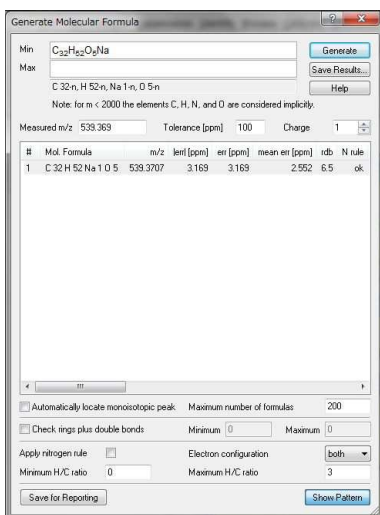 Generate Molecular Formula
Min C₃₂H₅₂O₅Na Generate
Max Save Results...
C 32-n, H 52-n, Na 1-n, O 5-n Help
Note: for m < 2000 the elements C, H, N, and O are considered implicitly.
Measured m/z 539.369 Tolerance [ppm] 100 Charge 1
# Mol. Formula m/z |err| [ppm] err [ppm] mean err [ppm] rdb N rule
1 C 32 H 52 Na 1 O 5 539.3707 3.169 3.169 2.552 6.5 ok
Automatically locate monoisotopic peak Maximum number of formulas 200
Check rings plus double bonds Minimum 0 Maximum 0
Apply nitrogen rule Electron configuration both
Minimum H/C ratio 0 Maximum H/C ratio 3
Save for Reporting Show Pattern